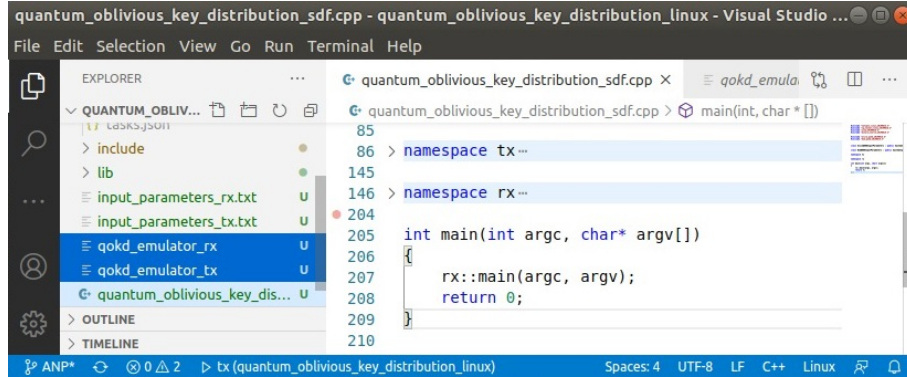 quantum_oblivious_key_distribution_sdf.cpp - quantum_oblivious_key_distribution_linux - Visual Studio ...
File Edit Selection View Go Run Terminal Help
EXPLORER
QUANTUM_OBLIV...
tasks.json
include
lib
input_parameters_rx.txt U
input_parameters_tx.txt U
qokd_emulator_rx U
qokd_emulator_tx U
quantum_oblivious_key_dis... U
OUTLINE
TIMELINE
quantum_oblivious_key_distribution_sdf.cpp
qokd_emula
quantum_oblivious_key_distribution_sdf.cpp > main(int, char * [])
85
86 > namespace tx...
145
146 > namespace rx...
204
205 int main(int argc, char* argv[])
206 {
207 rx::main(argc, argv);
208 return 0;
209 }
210
ANP* 0 2 tx (quantum_oblivious_key_distribution_linux) Spaces: 4 UTF-8 LF C++ Linux